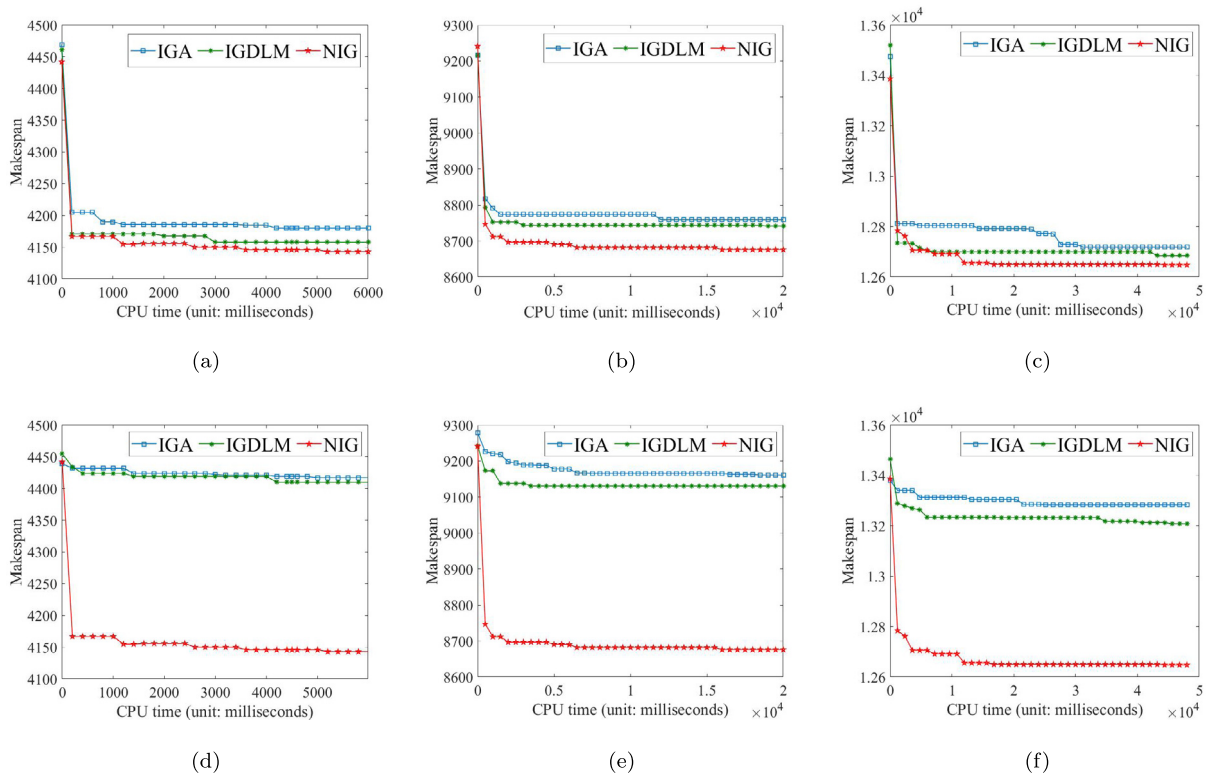 4500
4450
4400
4350
4300
4250
4200
4150
4100
Makespan
IGA IGDLM NIG
0 1000 2000 3000 4000 5000 6000
CPU time (unit: milliseconds)
(a)
9300
9200
9100
9000
8900
8800
8700
8600
Makespan
IGA IGDLM NIG
0 0.5 1 1.5 2
CPU time (unit: milliseconds) ×10^4
(b)
1.36 ×10^4
1.34
1.32
1.3
1.28
1.26
Makespan
IGA IGDLM NIG
0 1 2 3 4 5
CPU time (unit: milliseconds) ×10^4
(c)
4500
4450
4400
4350
4300
4250
4200
4150
4100
Makespan
IGA IGDLM NIG
0 1000 2000 3000 4000 5000
CPU time (unit: milliseconds)
(d)
9300
9200
9100
9000
8900
8800
8700
8600
Makespan
IGA IGDLM NIG
0 0.5 1 1.5 2
CPU time (unit: milliseconds) ×10^4
(e)
1.36 ×10^4
1.34
1.32
1.3
1.28
1.26
Makespan
IGA IGDLM NIG
0 1 2 3 4 5
CPU time (unit: milliseconds) ×10^4
(f)